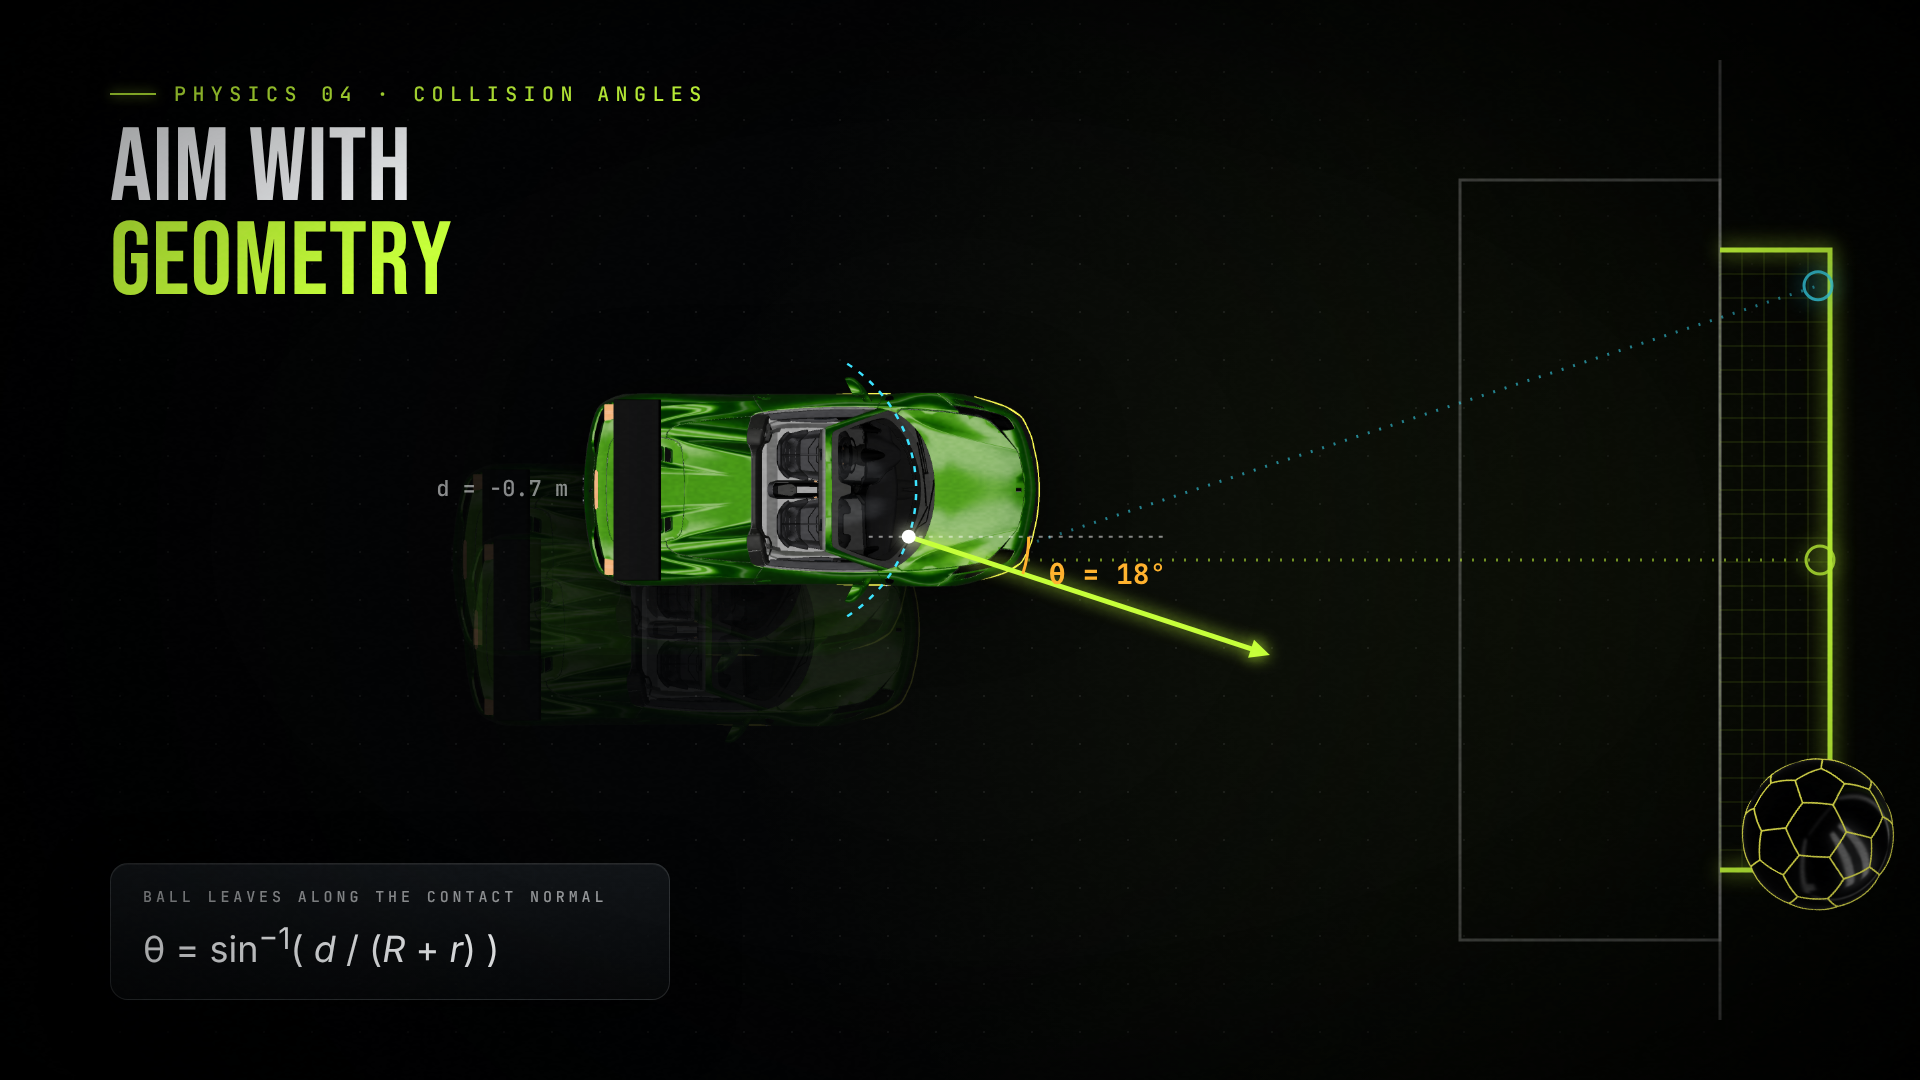 PHYSICS 04 · COLLISION ANGLES
AIM WITH
GEOMETRY
d = -0.7 m
θ = 18°
BALL LEAVES ALONG THE CONTACT NORMAL
θ = sin⁻¹( d / (R + r) )